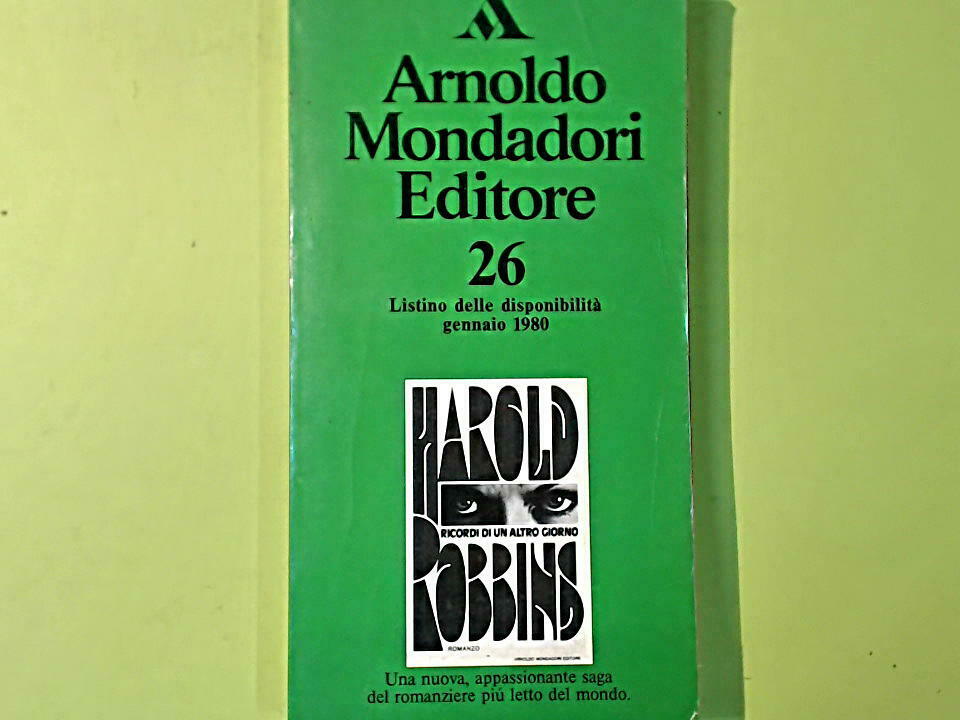 Arnoldo
Mondadori
Editore
26
Listino delle disponibilità
gennaio 1980
HAROLD
RICORDI DI UN ALTRO GIORNO
ROBBINS
ROMANZO
ARNOLDO MONDADORI EDITORE
Una nuova, appassionante saga
del romanziere piú letto del mondo.